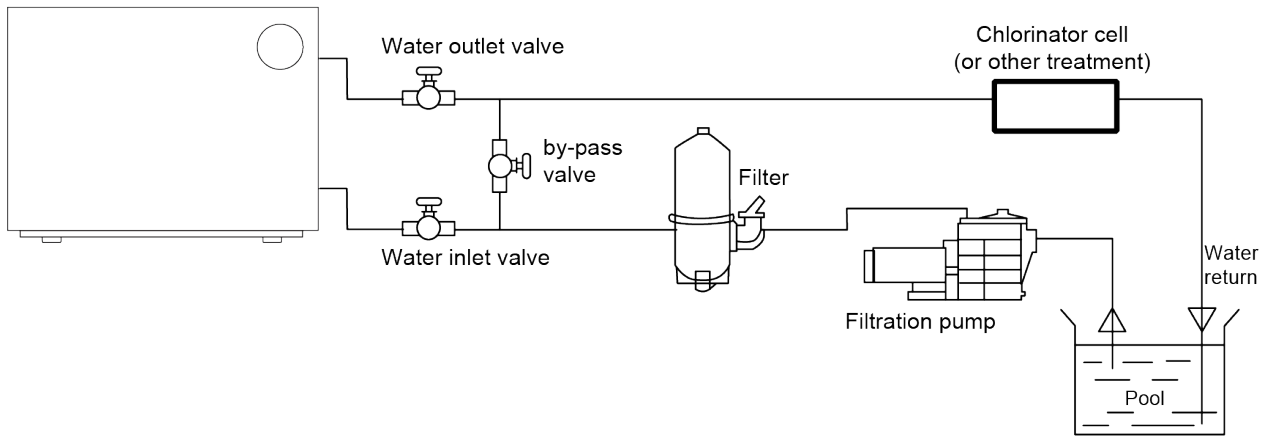 Water outlet valve
Chlorinator cell
(or other treatment)
by-pass
valve
Filter
Water inlet valve
Water
return
Filtration pump
Pool